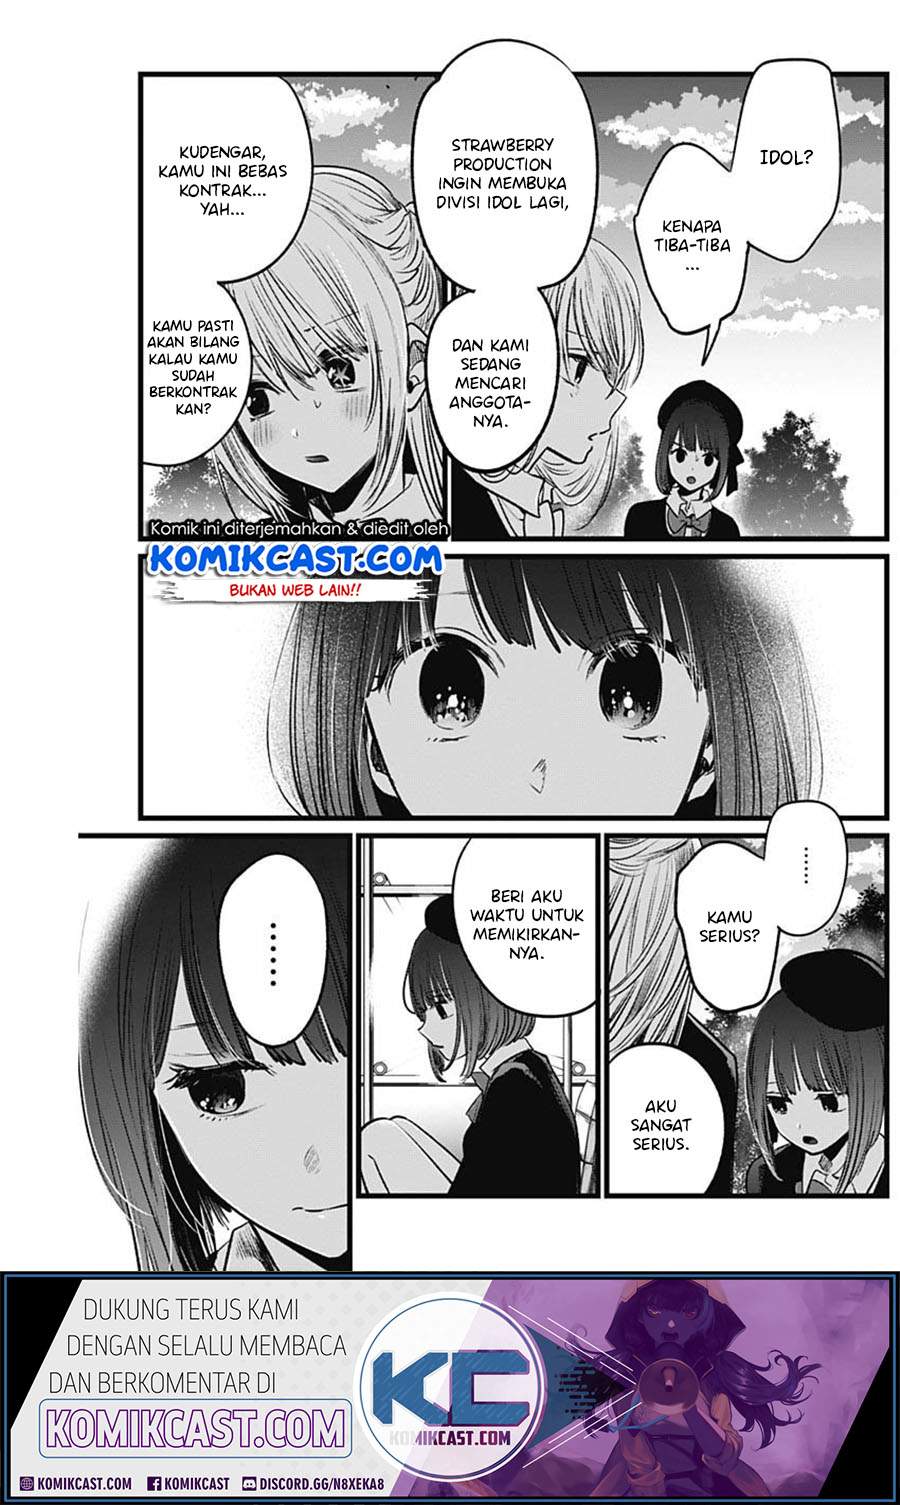 IDOL?
KENAPA
TIBA-TIBA
...
STRAWBERRY
PRODUCTION
INGIN MEMBUKA
DIVISI IDOL LAGI,
DAN KAMI
SEDANG
MENCARI
ANGGOTA-
NYA.
KUDENGAR,
KAMU INI BEBAS
KONTRAK...
YAH...
KAMU PASTI
AKAN BILANG
KALAU KAMU
SUDAH
BERKONTRAK
KAN?
Komik ini diterjemahkan & diedit oleh
KOMIKCAST.COM
BUKAN WEB LAIN!!
......
KAMU
SERIUS?
AKU
SANGAT
SERIUS.
BERI AKU
WAKTU UNTUK
MEMIKIRKAN-
NYA.
......
DUKUNG TERUS KAMI
DENGAN SELALU MEMBACA
DAN BERKOMENTAR DI
KOMIKCAST.COM
KOMIKCAST.COM
KOMIKCAST
DISCORD.GG/N8XEKA8
KC
KOMIKCAST.COM